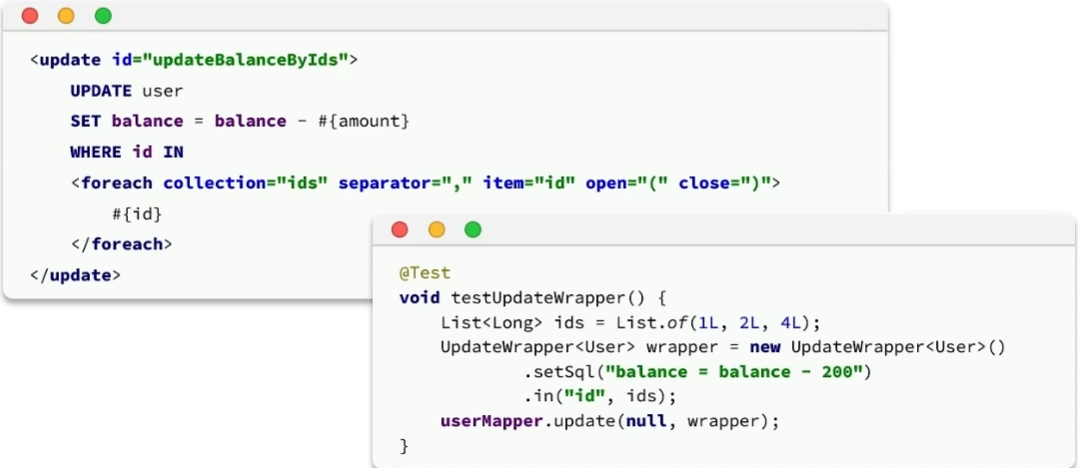 <update id="updateBalanceByIds">
    UPDATE user
    SET balance = balance - #{amount}
    WHERE id IN
    <foreach collection="ids" separator="," item="id" open="(" close=")">
        #{id}
    </foreach>
</update>
@Test
void testUpdateWrapper() {
    List<Long> ids = List.of(1L, 2L, 4L);
    UpdateWrapper<User> wrapper = new UpdateWrapper<User>()
            .setSql("balance = balance - 200")
            .in("id", ids);
    userMapper.update(null, wrapper);
}